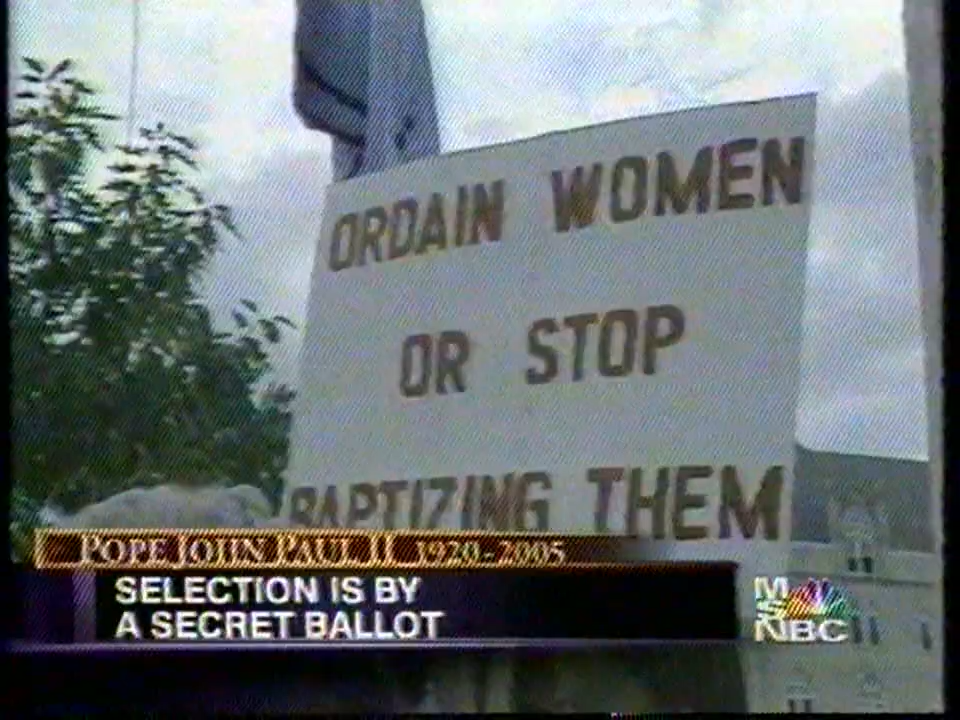 ORDAIN WOMEN
OR STOP
BAPTIZING THEM
POPE JOHN PAUL II 1920-2005
SELECTION IS BY
A SECRET BALLOT
MSNBC